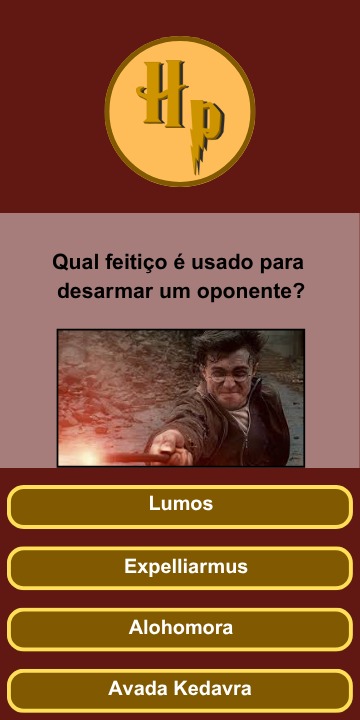 HP
Qual feitiço é usado para
desarmar um oponente?
Lumos
Expelliarmus
Alohomora
Avada Kedavra